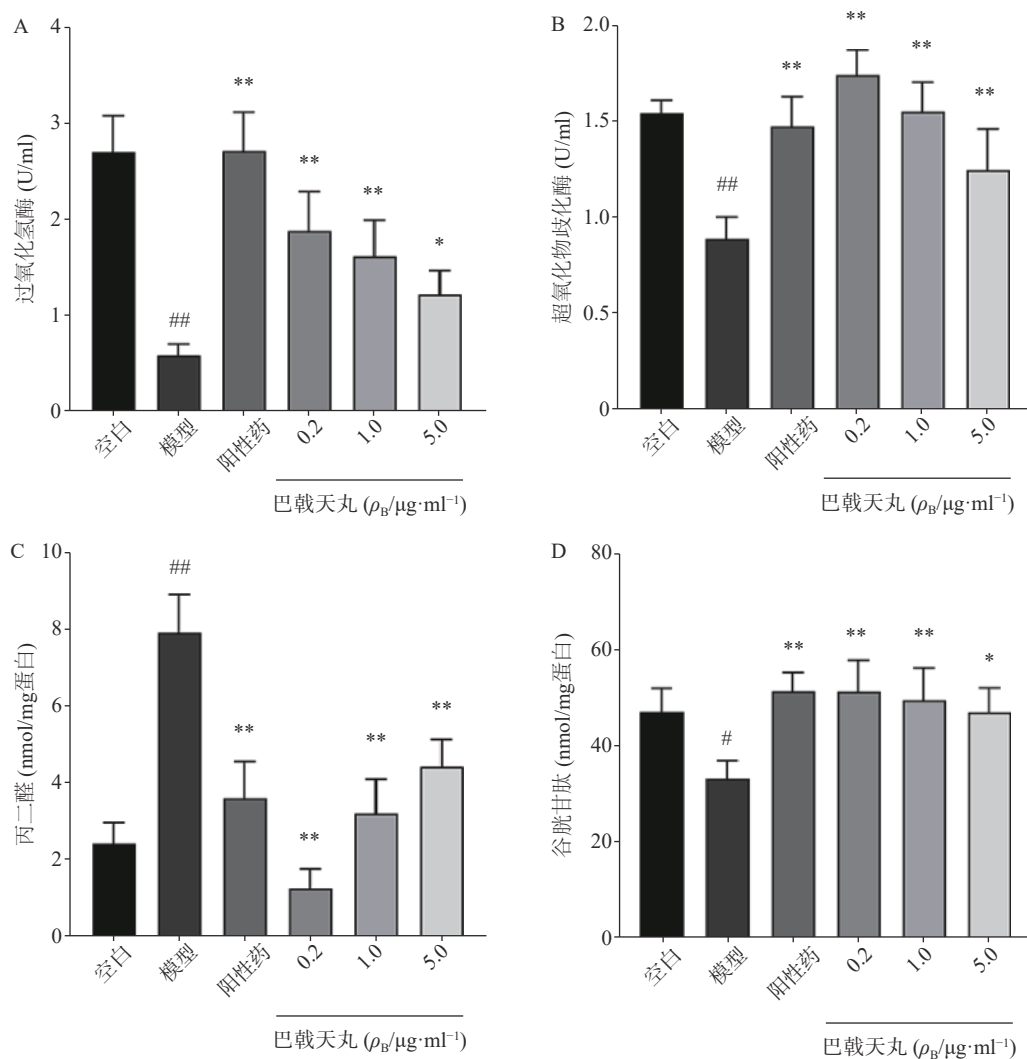 A
过氧化氢酶 (U/ml)
4
3
2
1
0
##
**
**
**
*
空白
模型
阳性药
0.2
1.0
5.0
巴戟天丸 (ρB/μg·ml⁻¹)
B
超氧化物歧化酶 (U/ml)
2.0
1.5
1.0
0.5
0
##
**
**
**
**
空白
模型
阳性药
0.2
1.0
5.0
巴戟天丸 (ρB/μg·ml⁻¹)
C
丙二醛 (nmol/mg蛋白)
10
8
6
4
2
0
##
**
**
**
**
空白
模型
阳性药
0.2
1.0
5.0
巴戟天丸 (ρB/μg·ml⁻¹)
D
谷胱甘肽 (nmol/mg蛋白)
80
60
40
20
0
#
**
**
**
*
空白
模型
阳性药
0.2
1.0
5.0
巴戟天丸 (ρB/μg·ml⁻¹)